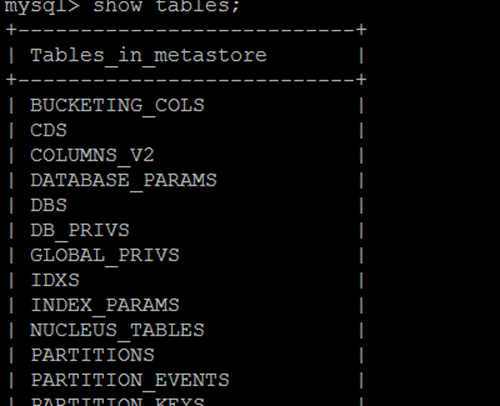 mysql> show tables;
+---------------------------+
| Tables_in_metastore       |
+---------------------------+
| BUCKETING_COLS            |
| CDS                       |
| COLUMNS_V2                |
| DATABASE_PARAMS           |
| DBS                       |
| DB_PRIVS                  |
| GLOBAL_PRIVS              |
| IDXS                      |
| INDEX_PARAMS              |
| NUCLEUS_TABLES            |
| PARTITIONS                |
| PARTITION_EVENTS          |
| PARTITION_KEYS            |